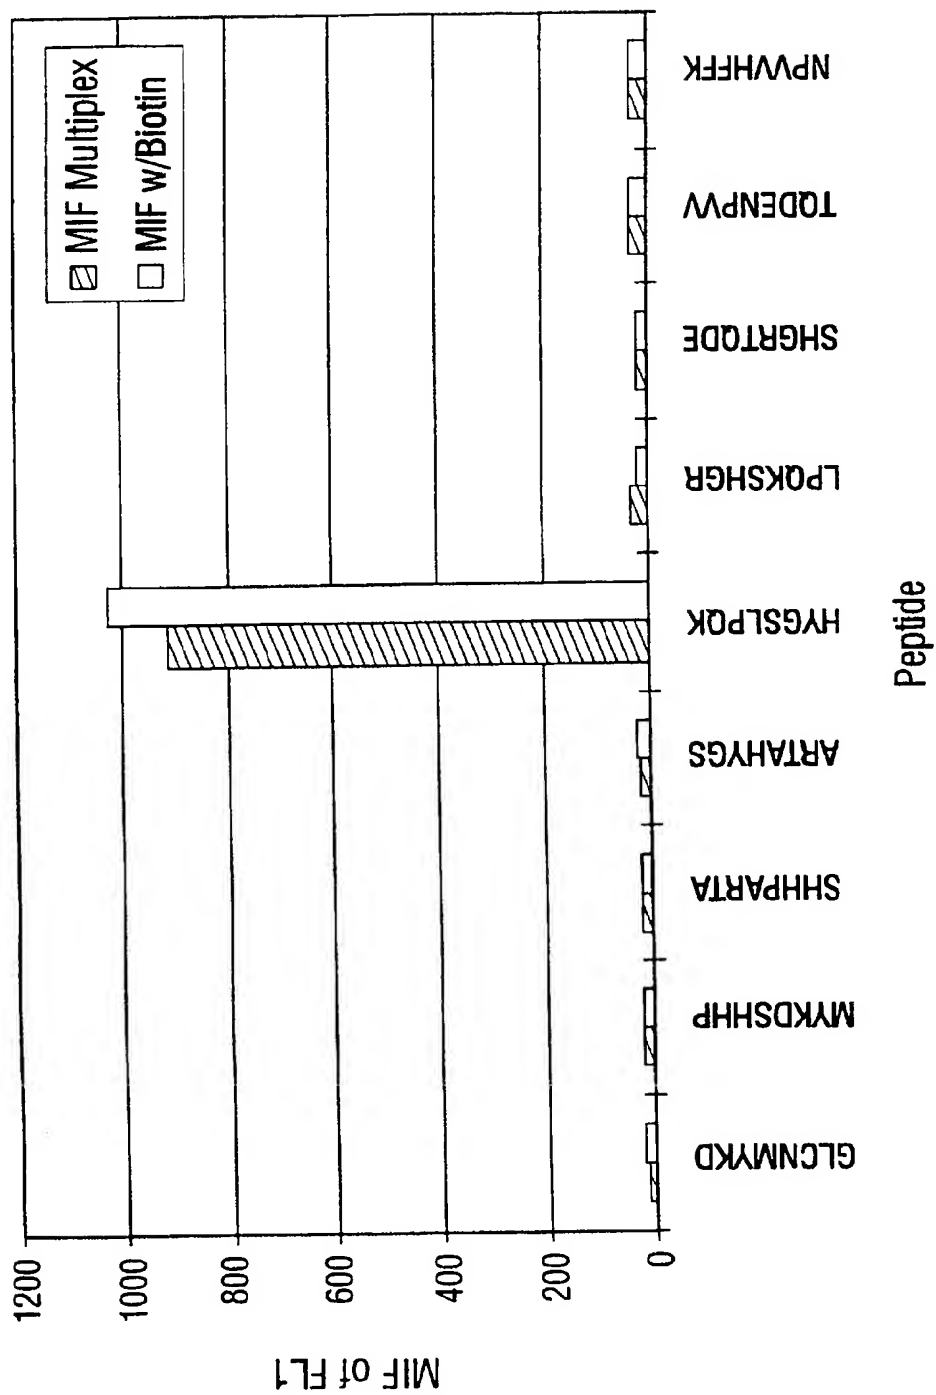 MIF of FL1
1200
1000
800
600
400
200
0
MIF Multiplex
MIF w/Biotin
GLCNMYKD
MYKDSHHP
SHHPARTA
ARTAHYGS
HYGSLPQK
LPQKSHGR
SHGRTQDE
TQDENPVV
NPVVHFFK
Peptide